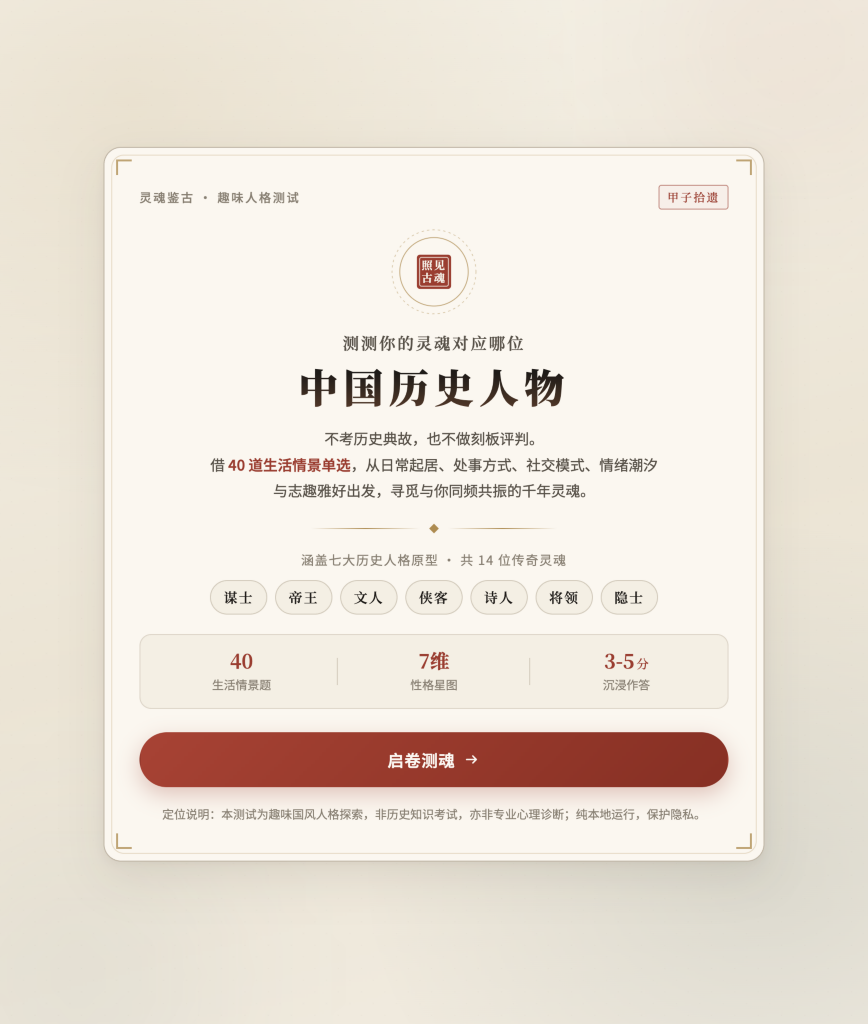 灵魂鉴古 · 趣味人格测试
甲子拾遗
照见
古魂
测测你的灵魂对应哪位
中国历史人物
不考历史典故，也不做刻板评判。
借 40 道生活情景单选，从日常起居、处事方式、社交模式、情绪潮汐
与志趣雅好出发，寻觅与你同频共振的千年灵魂。
涵盖七大历史人格原型 · 共 14 位传奇灵魂
谋士 帝王 文人 侠客 诗人 将领 隐士
40 7维 3-5分
生活情景题 性格星图 沉浸作答
启卷测魂 →
定位说明：本测试为趣味国风人格探索，非历史知识考试，亦非专业心理诊断；纯本地运行，保护隐私。